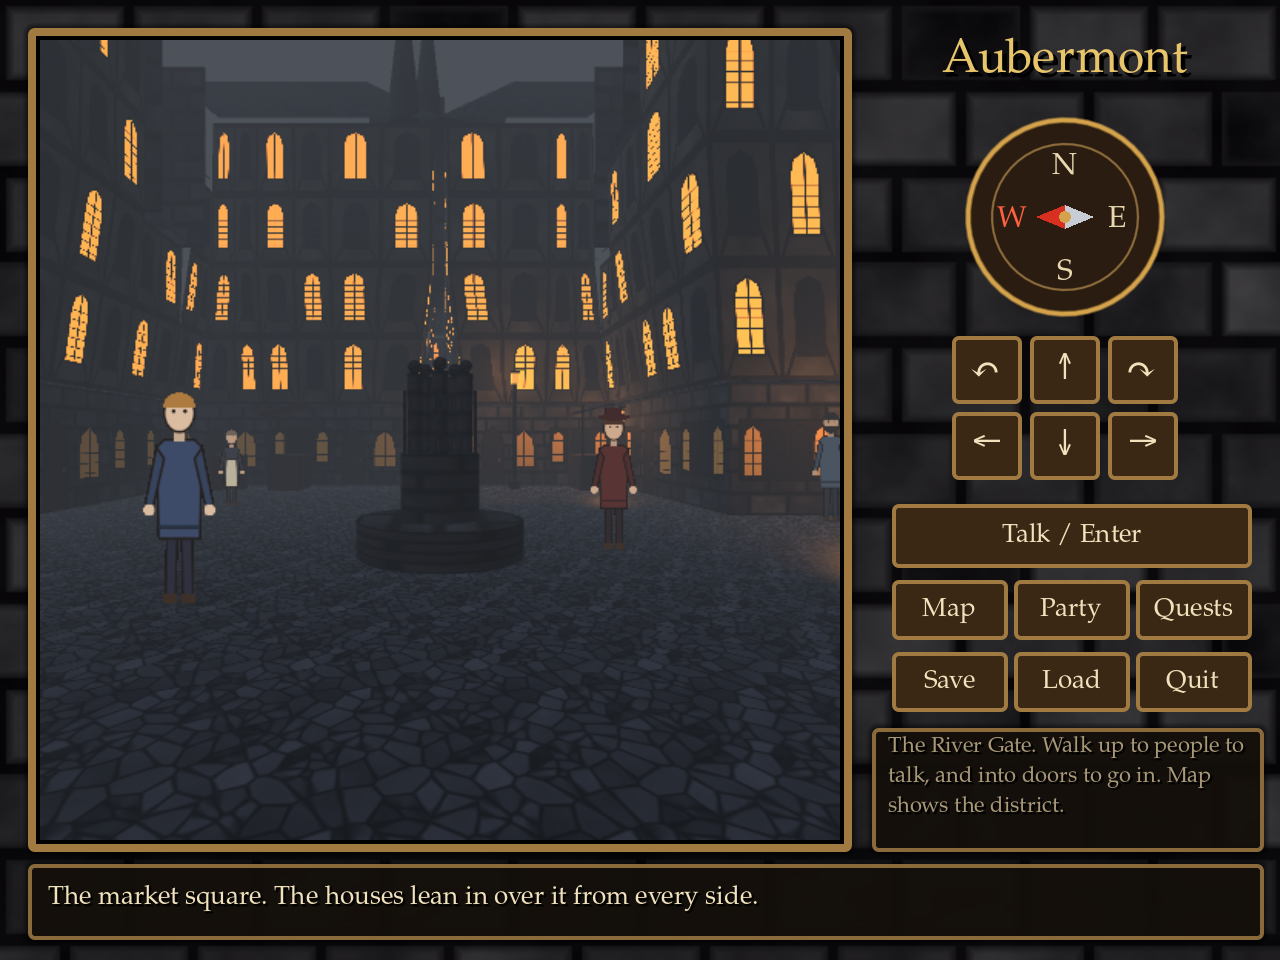 Aubermont
N
W E
S
Talk / Enter
Map Party Quests
Save Load Quit
The River Gate. Walk up to people to
talk, and into doors to go in. Map
shows the district.
The market square. The houses lean in over it from every side.